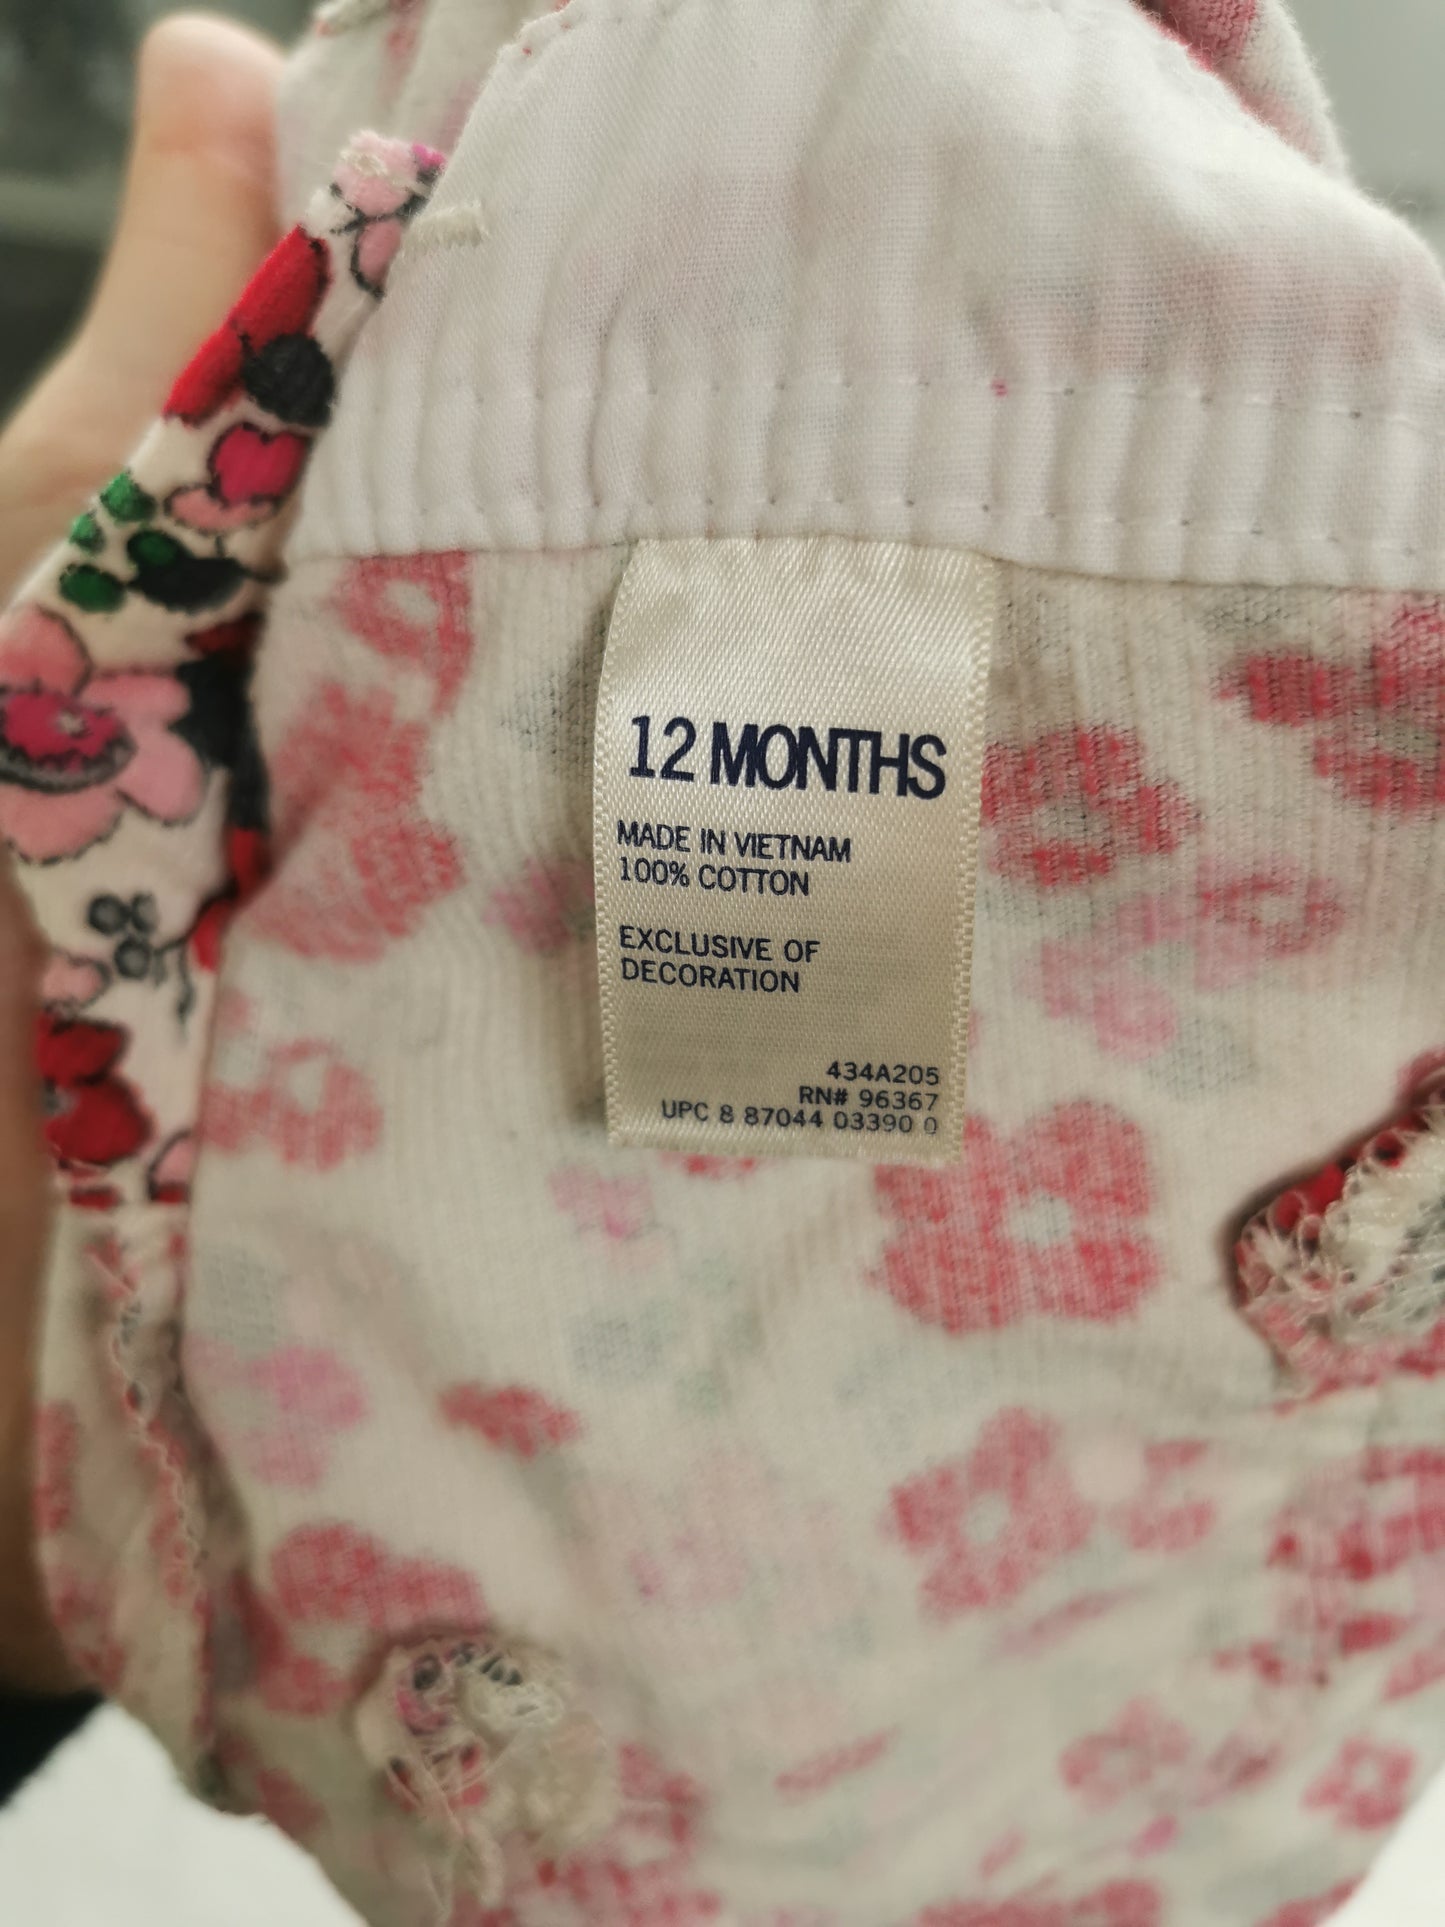 12 MONTHS
MADE IN VIETNAM
100% COTTON
EXCLUSIVE OF
DECORATION
434A205
RN# 96367
UPC 8 87044 03390 0